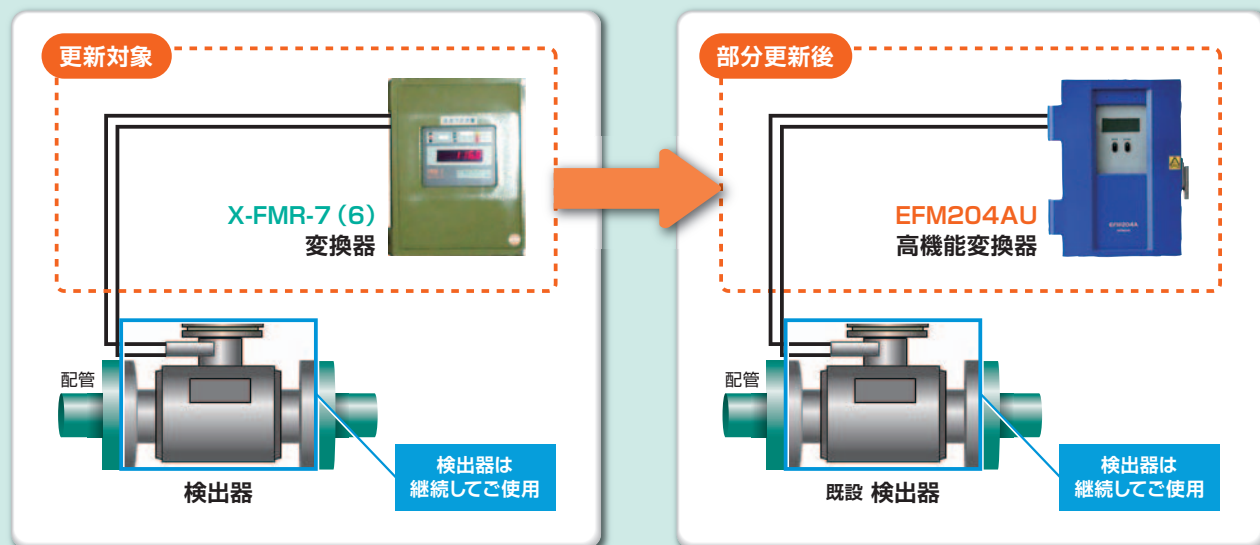 更新対象
X-FMR-7(6)
変換器
配管
検出器
検出器は
継続してご使用
部分更新後
EFM204AU
高機能変換器
EFM204A
配管
既設 検出器
検出器は
継続してご使用